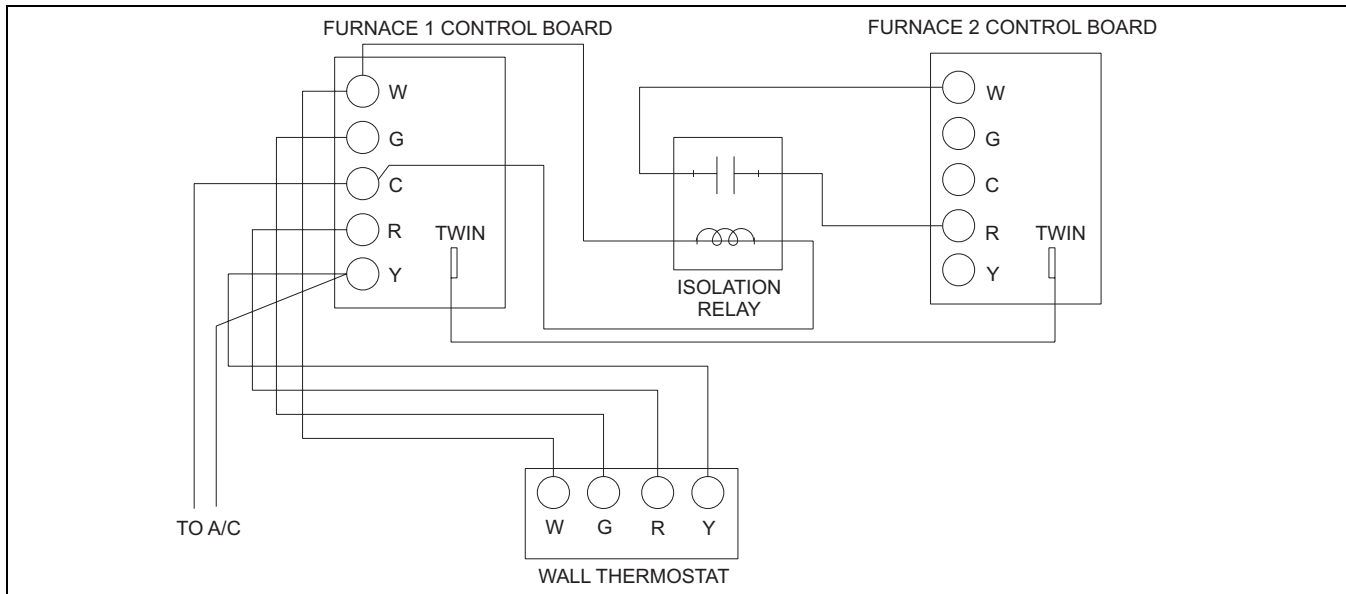 FURNACE 1 CONTROL BOARD
W
G
C
R
Y
TWIN
FURNACE 2 CONTROL BOARD
W
G
C
R
Y
TWIN
ISOLATION
RELAY
TO A/C
W G R Y
WALL THERMOSTAT